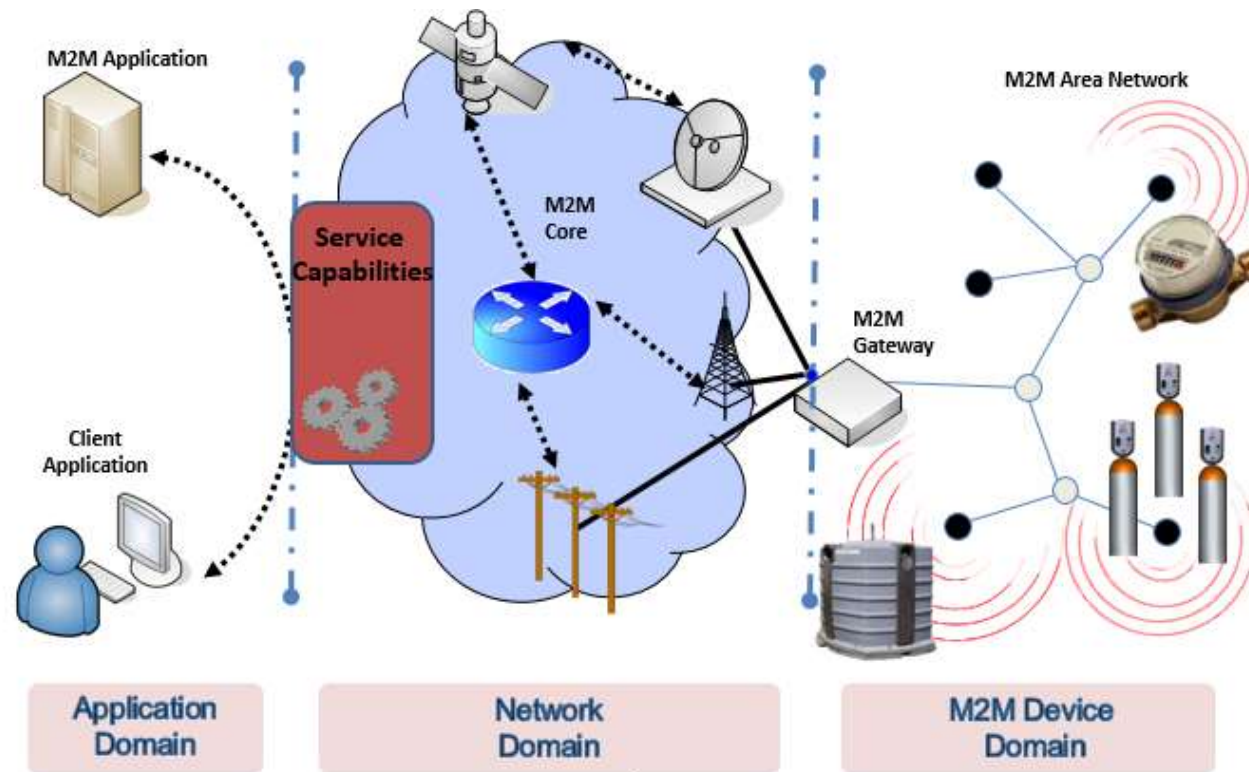 M2M Application
M2M Area Network
M2M
Core
Service
Capabilities
M2M
Gateway
Client
Application
Application
Domain
Network
Domain
M2M Device
Domain